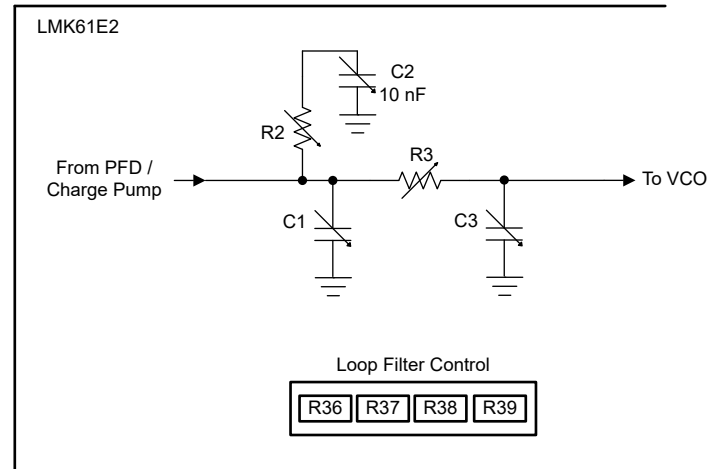 LMK61E2
C2
10 nF
R2
R3
From PFD /
Charge Pump
To VCO
C1
C3
Loop Filter Control
R36 R37 R38 R39